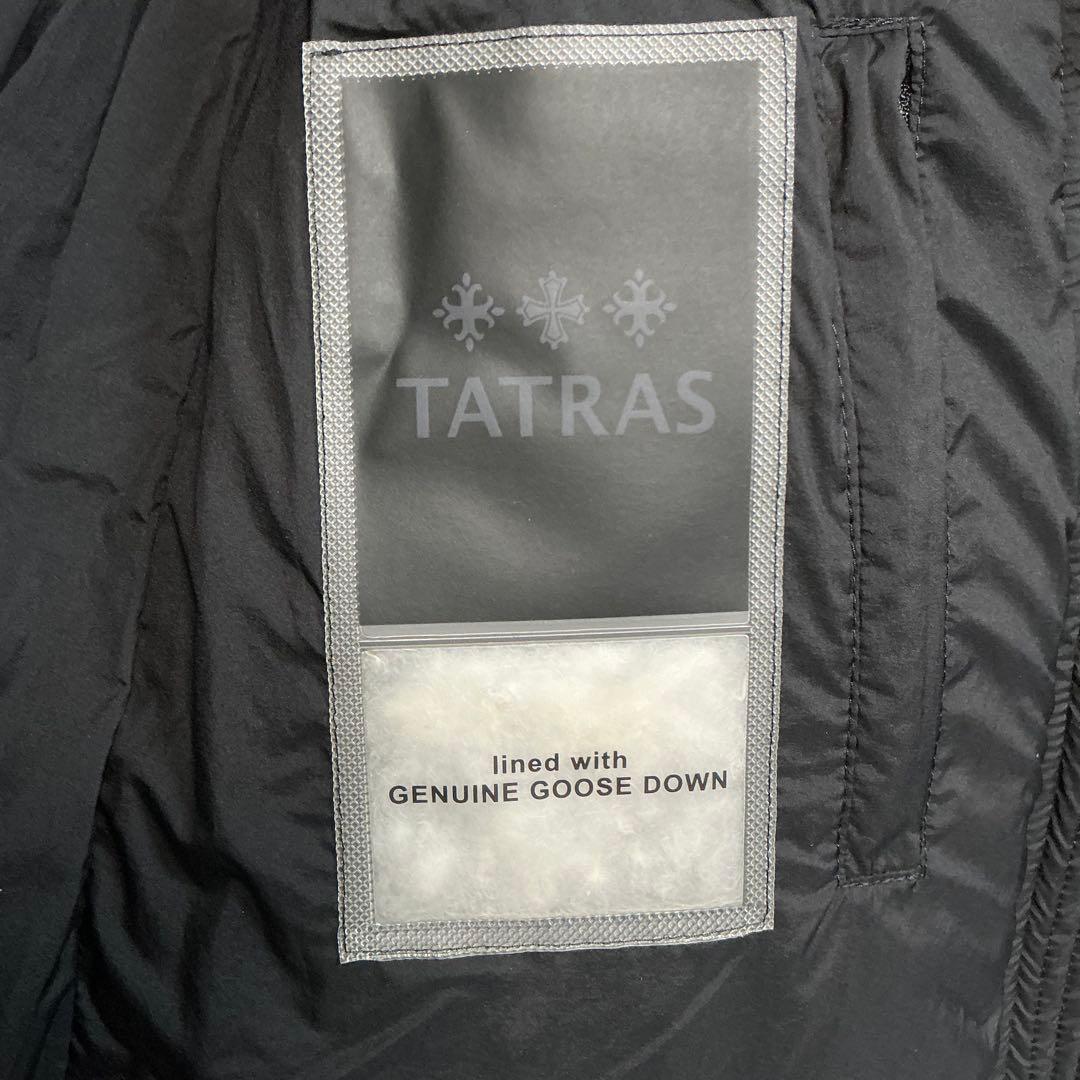 TATRAS
lined with
GENUINE GOOSE DOWN